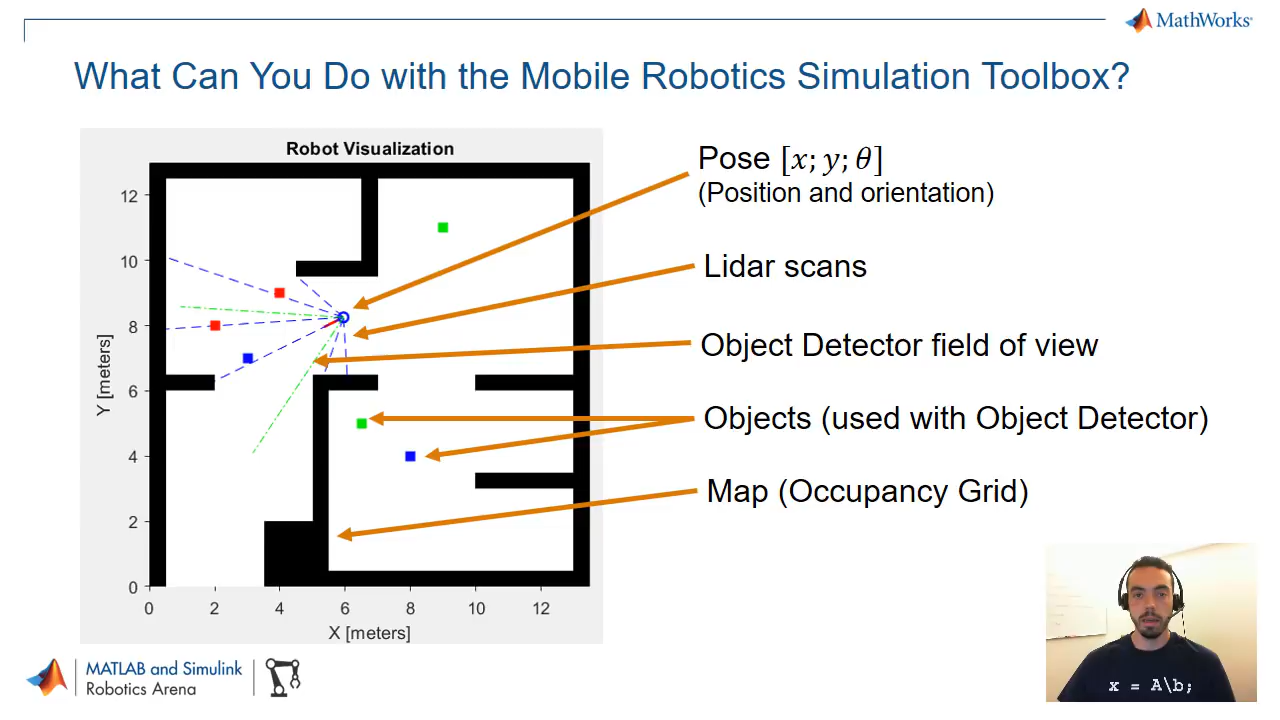 MathWorks®
What Can You Do with the Mobile Robotics Simulation Toolbox?
Robot Visualization
12
10
8
6
4
2
0
Y [meters]
0 2 4 6 8 10 12
X [meters]
Pose [x; y; θ]
(Position and orientation)
Lidar scans
Object Detector field of view
Objects (used with Object Detector)
Map (Occupancy Grid)
MATLAB and Simulink
Robotics Arena
x = A\b;